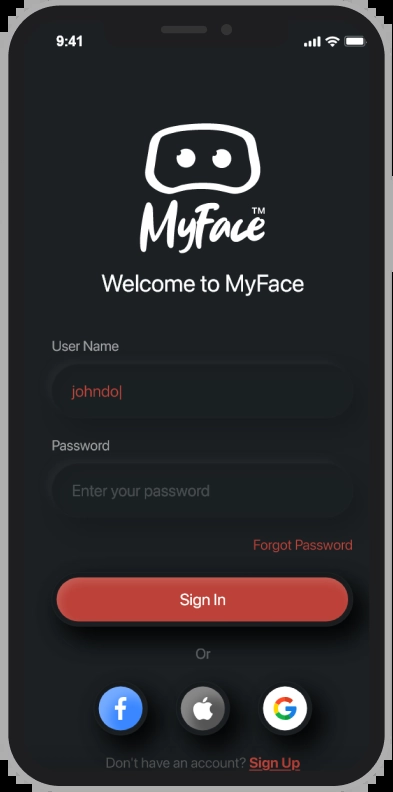 9:41
MyFace™
Welcome to MyFace
User Name
johndo|
Password
Enter your password
Forgot Password
Sign In
Or
Don't have an account? Sign Up